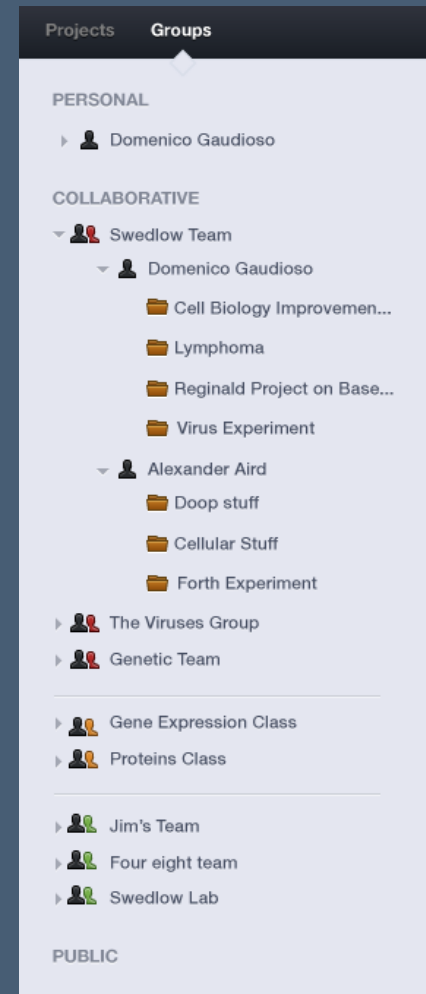 Projects Groups
PERSONAL
Domenico Gaudioso
COLLABORATIVE
Swedlow Team
Domenico Gaudioso
Cell Biology Improvemen...
Lymphoma
Reginald Project on Base...
Virus Experiment
Alexander Aird
Doop stuff
Cellular Stuff
Forth Experiment
The Viruses Group
Genetic Team
Gene Expression Class
Proteins Class
Jim's Team
Four eight team
Swedlow Lab
PUBLIC